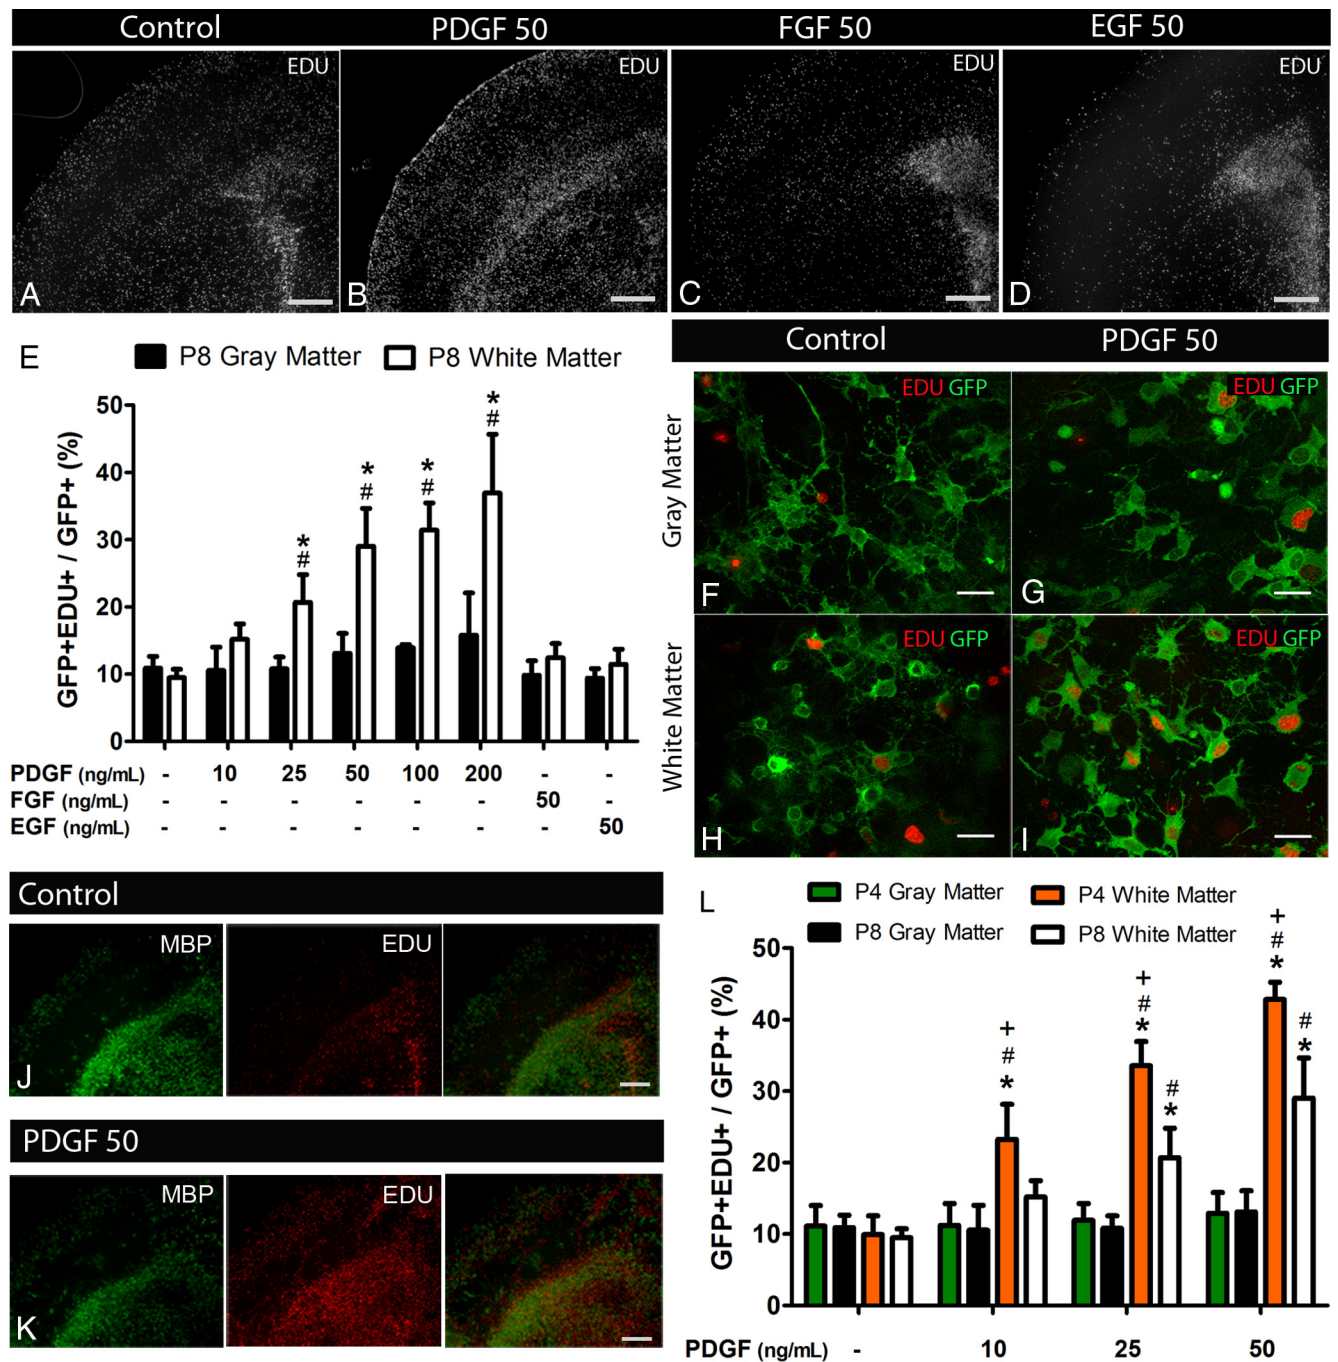 Control PDGF 50 FGF 50 EGF 50
EDU EDU EDU EDU
A B C D
E P8 Gray Matter P8 White Matter
GFP+EDU+ / GFP+ (%)
50
40
30
20
10
0
*
#
*
#
*
#
*
#
PDGF (ng/mL) - 10 25 50 100 200 - -
FGF (ng/mL) - - - - - - 50 -
EGF (ng/mL) - - - - - - - 50
Control PDGF 50
Gray Matter
EDU GFP EDU GFP
F G
White Matter
EDU GFP EDU GFP
H I
Control
MBP EDU
J
PDGF 50
MBP EDU
K
L P4 Gray Matter P4 White Matter
P8 Gray Matter P8 White Matter
GFP+EDU+ / GFP+ (%)
50
40
30
20
10
0
+
#
*
+
#
*
#
*
+
#
*
#
*
PDGF (ng/mL) - 10 25 50